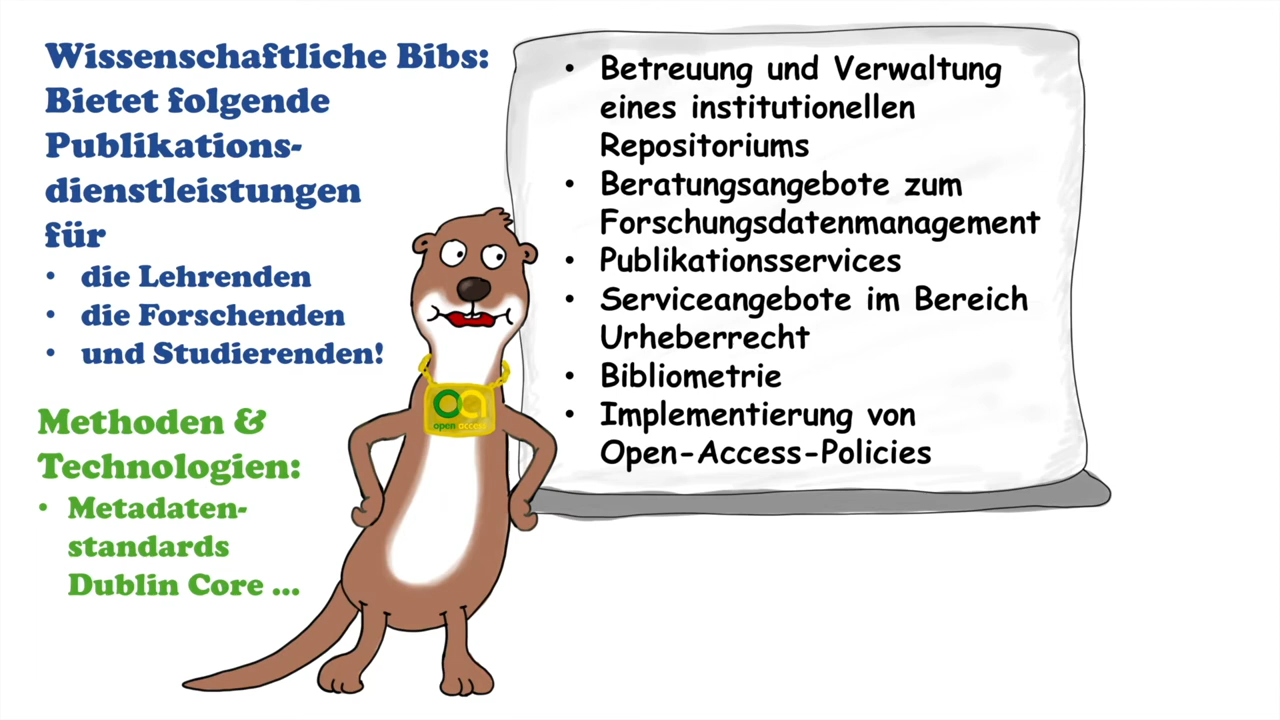 Wissenschaftliche Bibs:
Bietet folgende
Publikations-
dienstleistungen
für
• die Lehrenden
• die Forschenden
• und Studierenden!
Methoden &
Technologien:
• Metadaten-
standards
Dublin Core ...
oa
open access
• Betreuung und Verwaltung
eines institutionellen
Repositoriums
• Beratungsangebote zum
Forschungsdatenmanagement
• Publikationsservices
• Serviceangebote im Bereich
Urheberrecht
• Bibliometrie
• Implementierung von
Open-Access-Policies